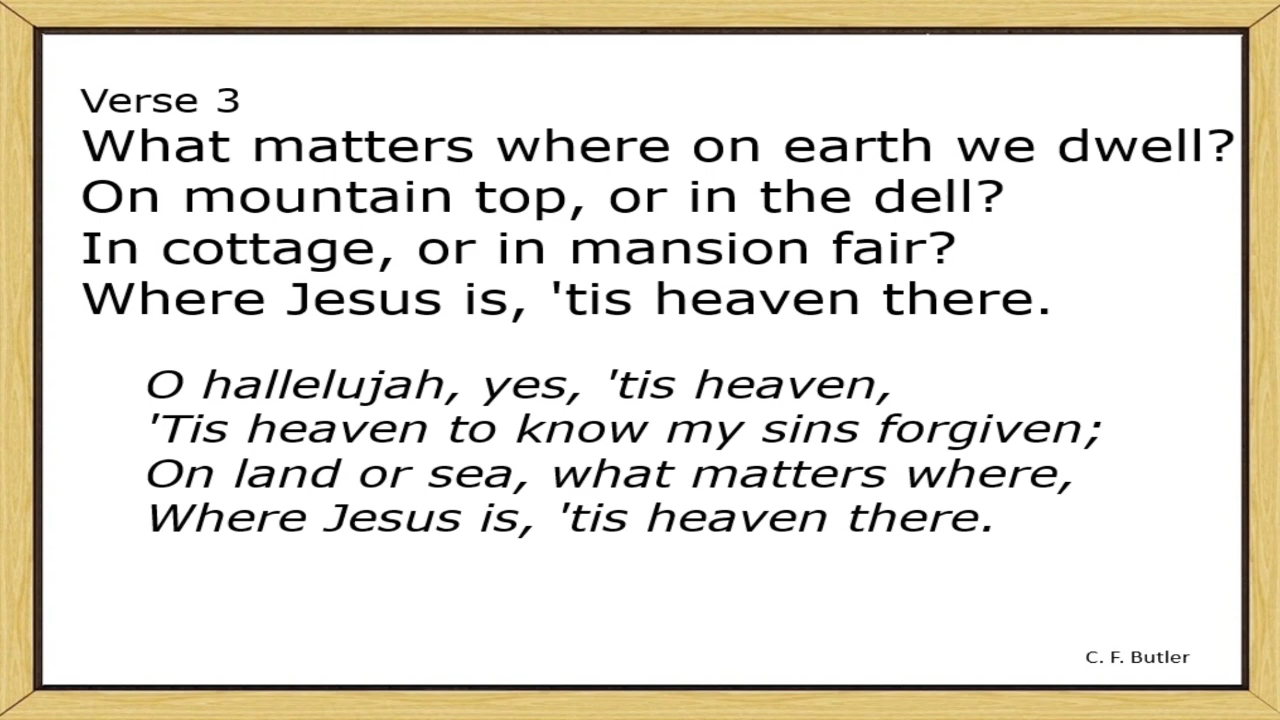 Verse 3
What matters where on earth we dwell?
On mountain top, or in the dell?
In cottage, or in mansion fair?
Where Jesus is, 'tis heaven there.
O hallelujah, yes, 'tis heaven,
'Tis heaven to know my sins forgiven;
On land or sea, what matters where,
Where Jesus is, 'tis heaven there.
C. F. Butler